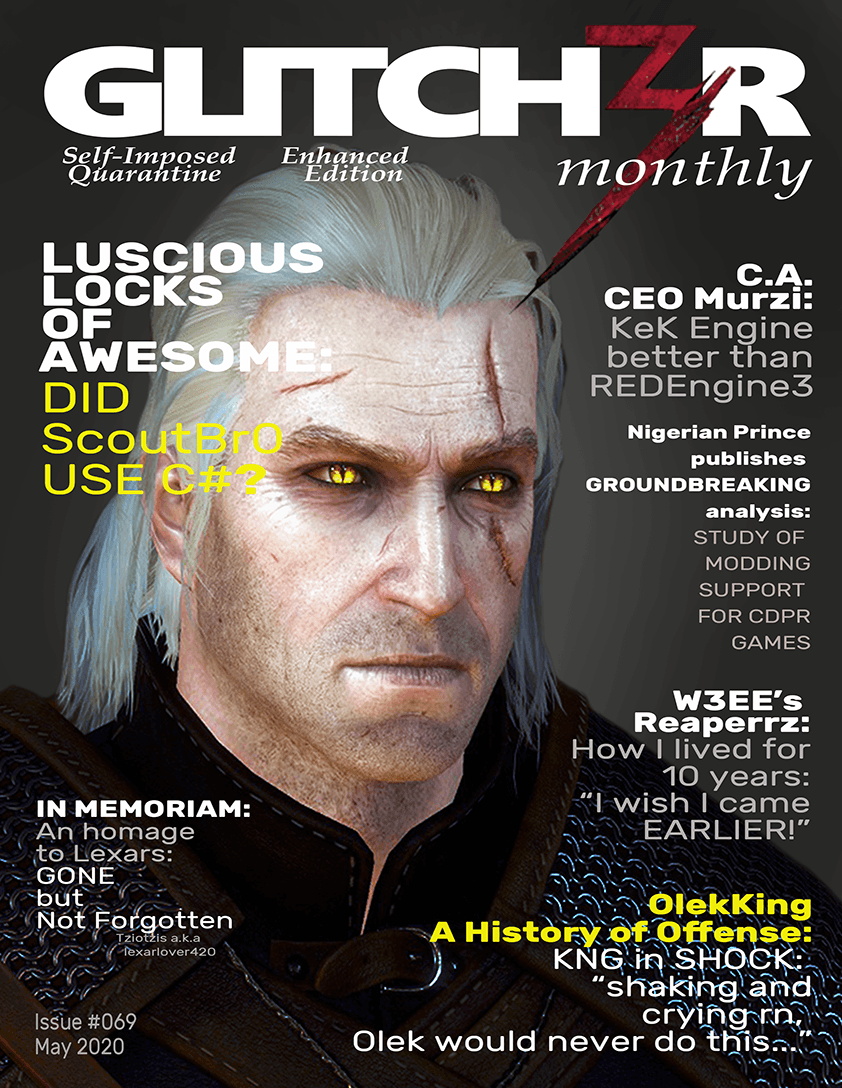 GLITCH3R
Self-Imposed
Quarantine
Enhanced
Edition
monthly
LUSCIOUS
LOCKS
OF
AWESOME:
DID
ScoutBr0
USE C#?
C.A.
CEO Murzi:
KeK Engine
better than
REDEngine3
Nigerian Prince
publishes
GROUNDBREAKING
analysis:
STUDY OF
MODDING
SUPPORT
FOR CDPR
GAMES
W3EE’s
Reaperrz:
How I lived for
10 years:
“I wish I came
EARLIER!”
IN MEMORIAM:
An homage
to Lexars:
GONE
but
Not Forgotten
Tziotzis a.k.a
lexarlover420
OlekKing
A History of Offense:
KNG in SHOCK:
“shaking and
crying rn,
Olek would never do this...”
Issue #069
May 2020